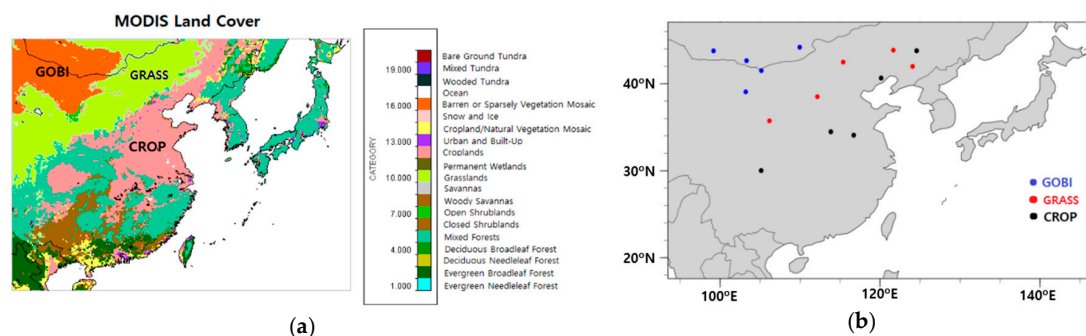 MODIS Land Cover
GOBI
GRASS
CROP
CATEGORY
19.000
16.000
13.000
10.000
7.000
4.000
1.000
Bare Ground Tundra
Mixed Tundra
Wooded Tundra
Ocean
Barren or Sparsely Vegetation Mosaic
Snow and Ice
Cropland/Natural Vegetation Mosaic
Urban and Built-Up
Croplands
Permanent Wetlands
Grasslands
Savannas
Woody Savannas
Open Shrublands
Closed Shrublands
Mixed Forests
Deciduous Broadleaf Forest
Deciduous Needleleaf Forest
Evergreen Broadleaf Forest
Evergreen Needleleaf Forest
(a)
40°N
30°N
20°N
100°E
120°E
140°E
GOBI
GRASS
CROP
(b)